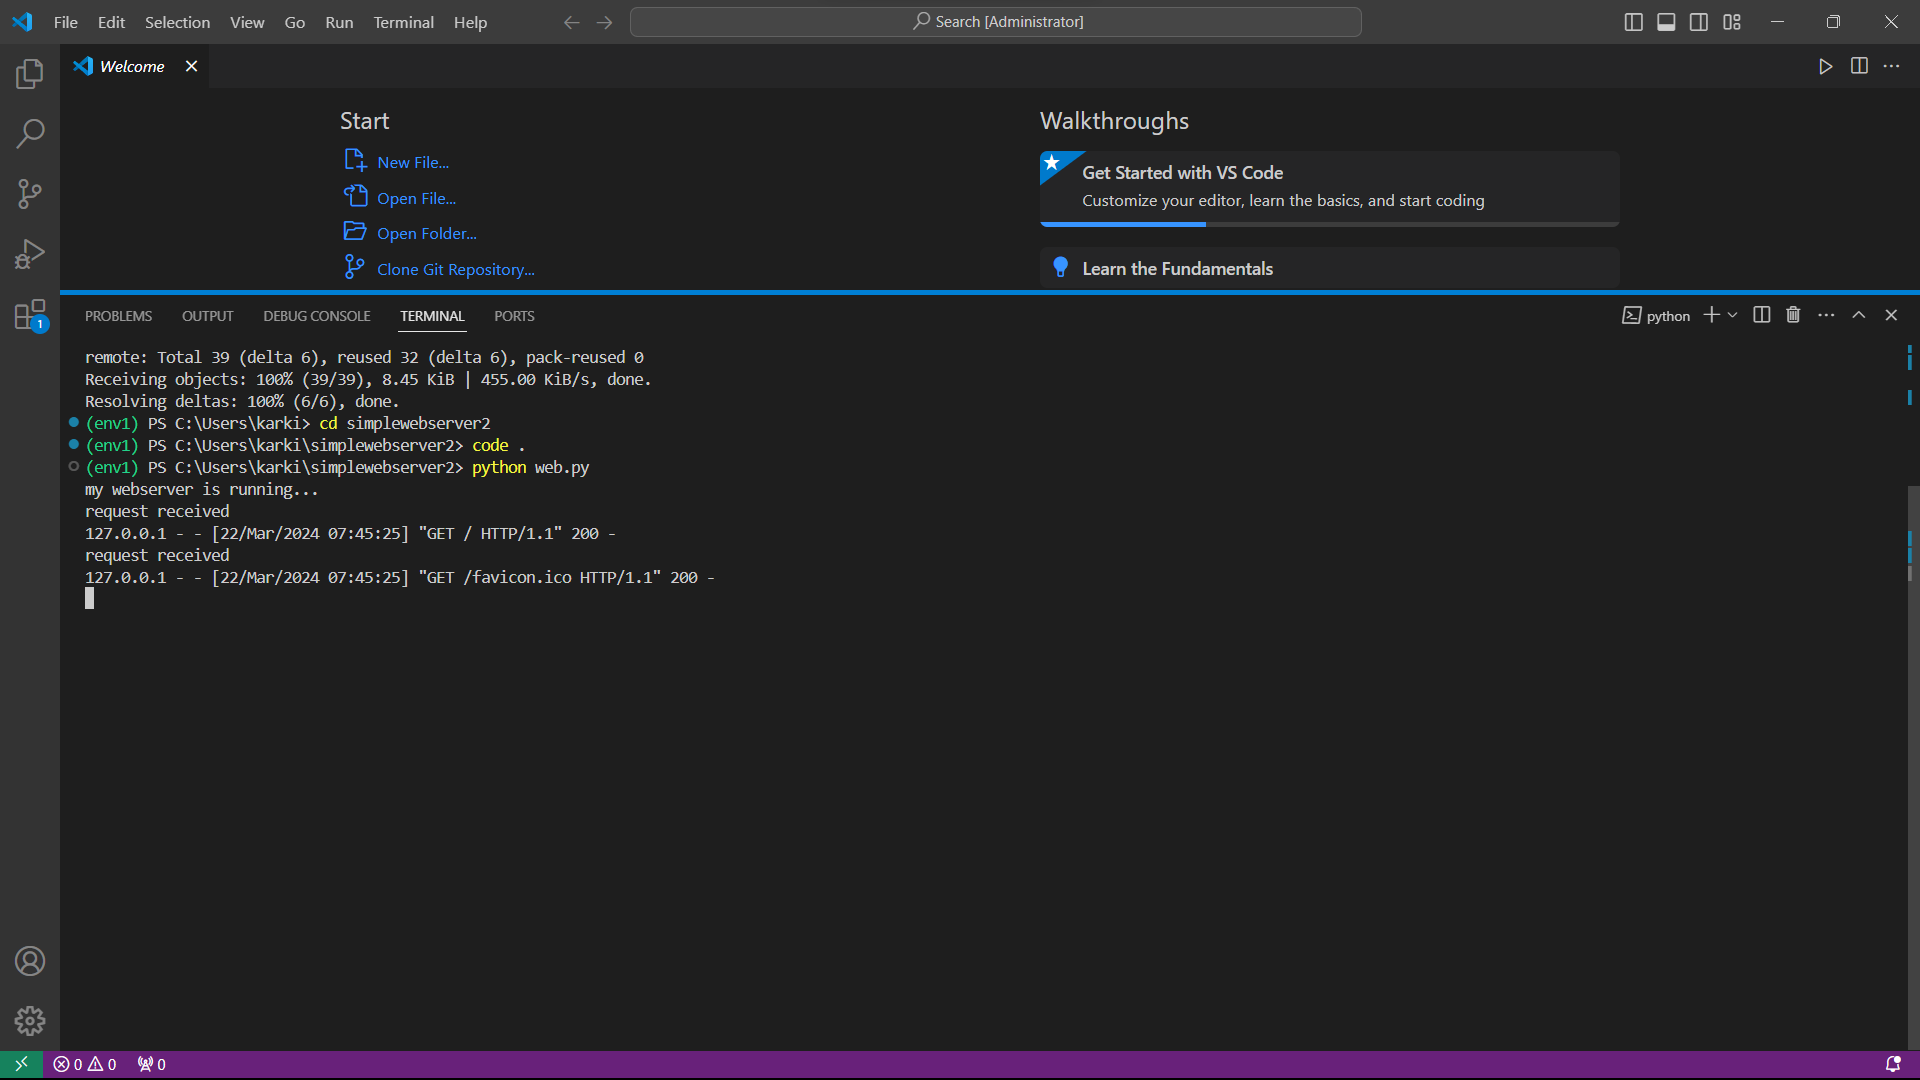 File Edit Selection View Go Run Terminal Help Search [Administrator]
Welcome
Start
Walkthroughs
New File...
Open File...
Open Folder...
Clone Git Repository...
Get Started with VS Code
Customize your editor, learn the basics, and start coding
Learn the Fundamentals
1
PROBLEMS OUTPUT DEBUG CONSOLE TERMINAL PORTS python
remote: Total 39 (delta 6), reused 32 (delta 6), pack-reused 0
Receiving objects: 100% (39/39), 8.45 KiB | 455.00 KiB/s, done.
Resolving deltas: 100% (6/6), done.
(env1) PS C:\Users\karki> cd simplewebserver2
(env1) PS C:\Users\karki\simplewebserver2> code .
(env1) PS C:\Users\karki\simplewebserver2> python web.py
my webserver is running...
request received
127.0.0.1 - - [22/Mar/2024 07:45:25] "GET / HTTP/1.1" 200 -
request received
127.0.0.1 - - [22/Mar/2024 07:45:25] "GET /favicon.ico HTTP/1.1" 200 -
0 0 0